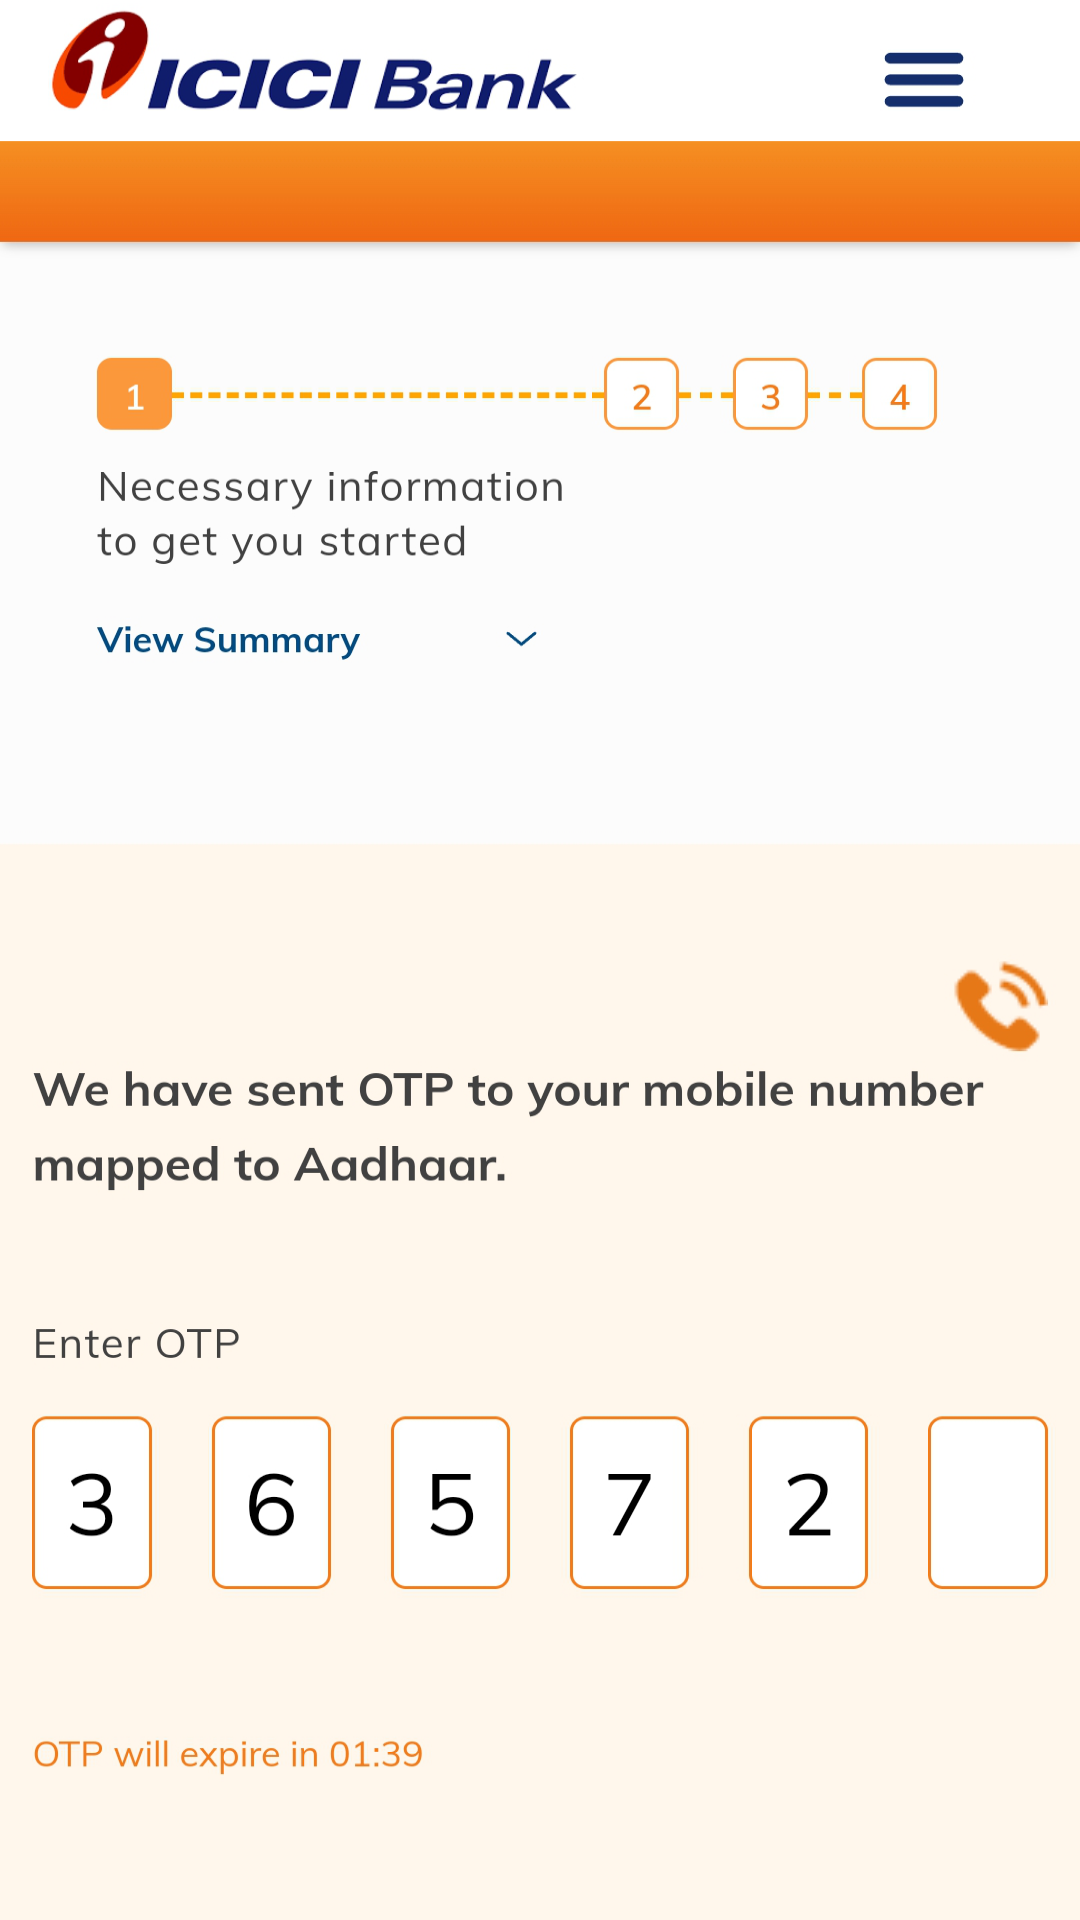 ICICI Bank
1 2 3 4
Necessary information
to get you started
View Summary
We have sent OTP to your mobile number
mapped to Aadhaar.
Enter OTP
3 6 5 7 2
OTP will expire in 01:39